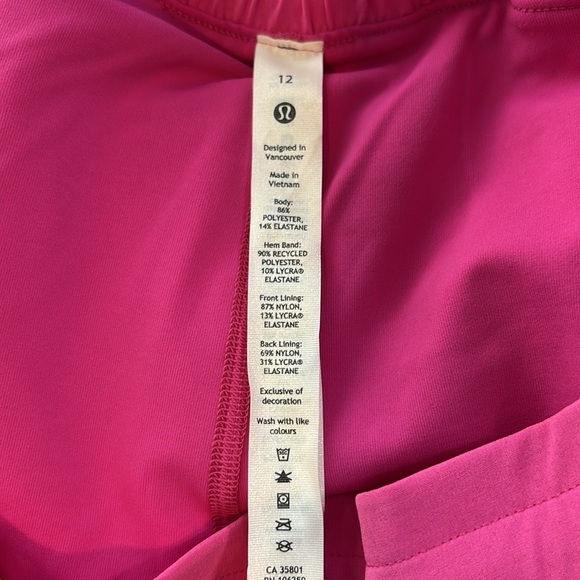 12
Designed in
Vancouver
Made in
Vietnam
Body:
86%
POLYESTER,
14% ELASTANE
Hem Band:
90% RECYCLED
POLYESTER,
10% LYCRA®
ELASTANE
Front Lining:
87% NYLON,
13% LYCRA®
ELASTANE
Back Lining:
69% NYLON,
31% LYCRA®
ELASTANE
Exclusive of
decoration
Wash with like
colours
CA 35801
RN 106259